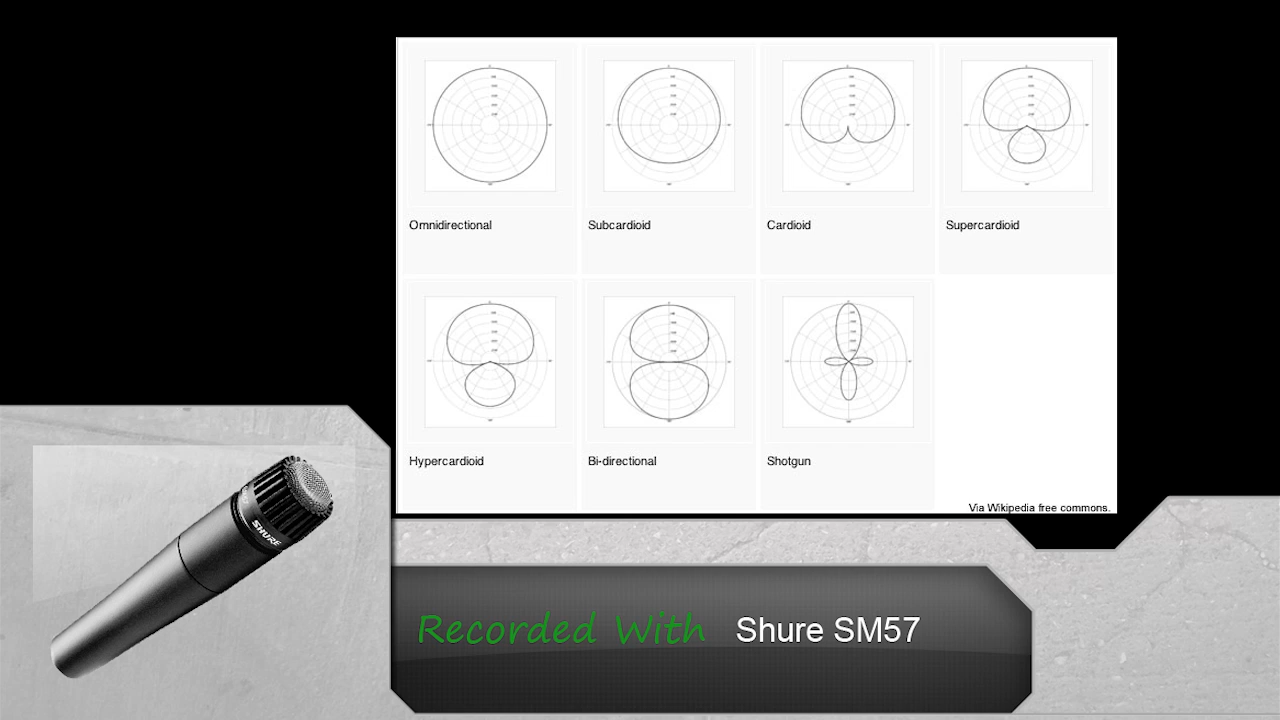 Omnidirectional
Subcardioid
Cardioid
Supercardioid
Hypercardioid
Bi-directional
Shotgun
Via Wikipedia free commons.
SHURE
Recorded With Shure SM57